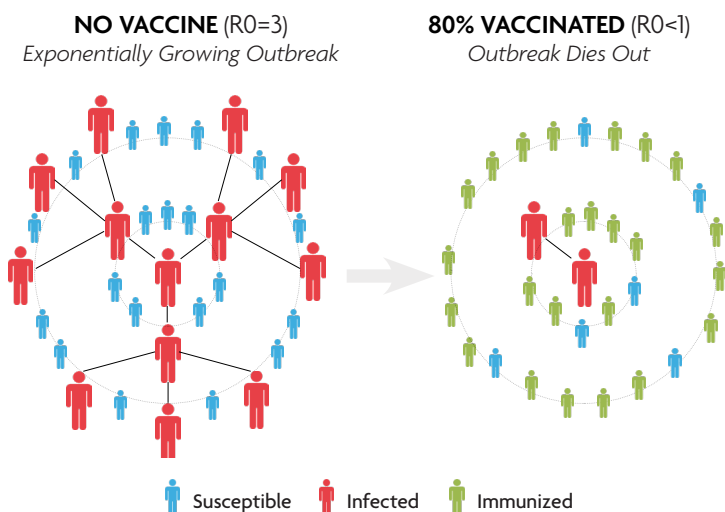 NO VACCINE (R0=3)
Exponentially Growing Outbreak
80% VACCINATED (R0<1)
Outbreak Dies Out
Susceptible
Infected
Immunized